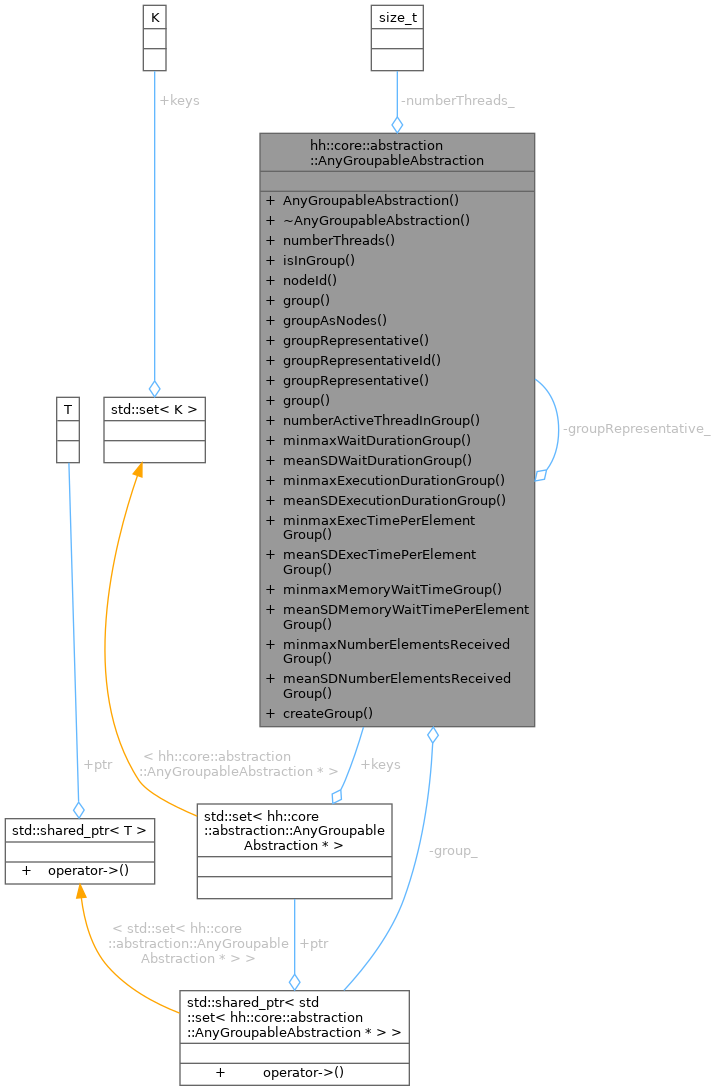 K
size_t
+keys
-numberThreads_
hh::core::abstraction
::AnyGroupableAbstraction
+ AnyGroupableAbstraction()
+ ~AnyGroupableAbstraction()
+ numberThreads()
+ isInGroup()
+ nodeId()
+ group()
+ groupAsNodes()
+ groupRepresentative()
+ groupRepresentativeId()
+ groupRepresentative()
+ group()
+ numberActiveThreadInGroup()
+ minmaxWaitDurationGroup()
+ meanSDWaitDurationGroup()
+ minmaxExecutionDurationGroup()
+ meanSDExecutionDurationGroup()
+ minmaxExecTimePerElement
Group()
+ meanSDExecTimePerElement
Group()
+ minmaxMemoryWaitTimeGroup()
+ meanSDMemoryWaitTimePerElement
Group()
+ minmaxNumberElementsReceived
Group()
+ meanSDNumberElementsReceived
Group()
+ createGroup()
-groupRepresentative_
T
std::set< K >
+ptr
< hh::core::abstraction
::AnyGroupableAbstraction * >
+keys
std::shared_ptr< T >
+ operator->()
std::set< hh::core
::abstraction::AnyGroupable
Abstraction * >
-group_
< std::set< hh::core
::abstraction::AnyGroupable
Abstraction * > >
+ptr
std::shared_ptr< std
::set< hh::core::abstraction
::AnyGroupableAbstraction * > >
+ operator->()